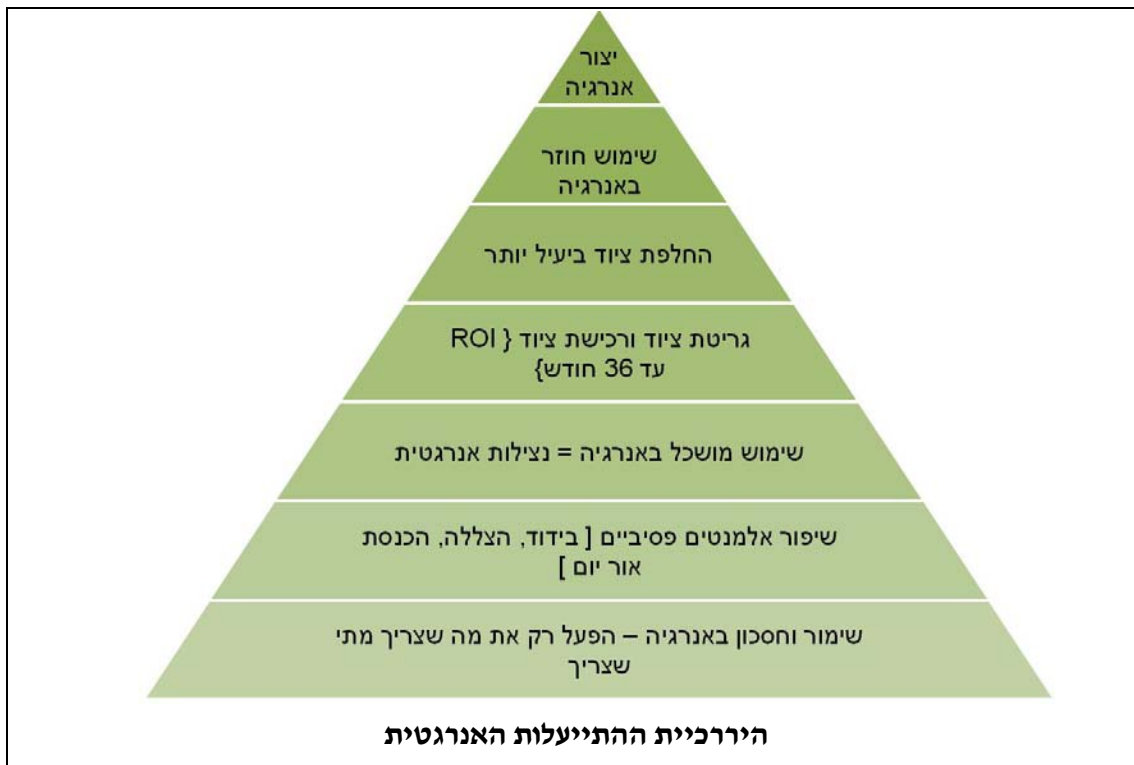 יצור
אנרגיה
שימוש חוזר
באנרגיה
החלפת ציוד ביעיל יותר
גריטת ציוד ורכישת ציוד { ROI
עד 36 חודש}
שימוש מושכל באנרגיה = נצילות אנרגטית
שיפור אלמנטים פסיביים [ בידוד, הצללה, הכנסת
אור יום ]
שימור וחסכון באנרגיה – הפעל רק את מה שצריך מתי
שצריך
היררכיית ההתייעלות האנרגטית